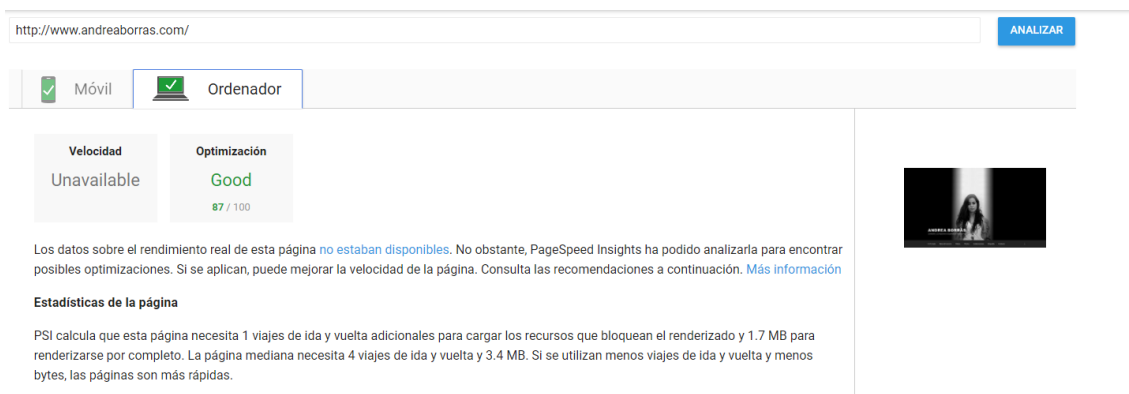 http://www.andreaborras.com/
ANALIZAR
Móvil
Ordenador
Velocidad
Unavailable
Optimización
Good
87 / 100
Los datos sobre el rendimiento real de esta página no estaban disponibles. No obstante, PageSpeed Insights ha podido analizarla para encontrar
posibles optimizaciones. Si se aplican, puede mejorar la velocidad de la página. Consulta las recomendaciones a continuación. Más información
Estadísticas de la página
PSI calcula que esta página necesita 1 viajes de ida y vuelta adicionales para cargar los recursos que bloquean el renderizado y 1.7 MB para
renderizarse por completo. La página mediana necesita 4 viajes de ida y vuelta y 3.4 MB. Si se utilizan menos viajes de ida y vuelta y menos
bytes, las páginas son más rápidas.
ANDREA BORRÁS